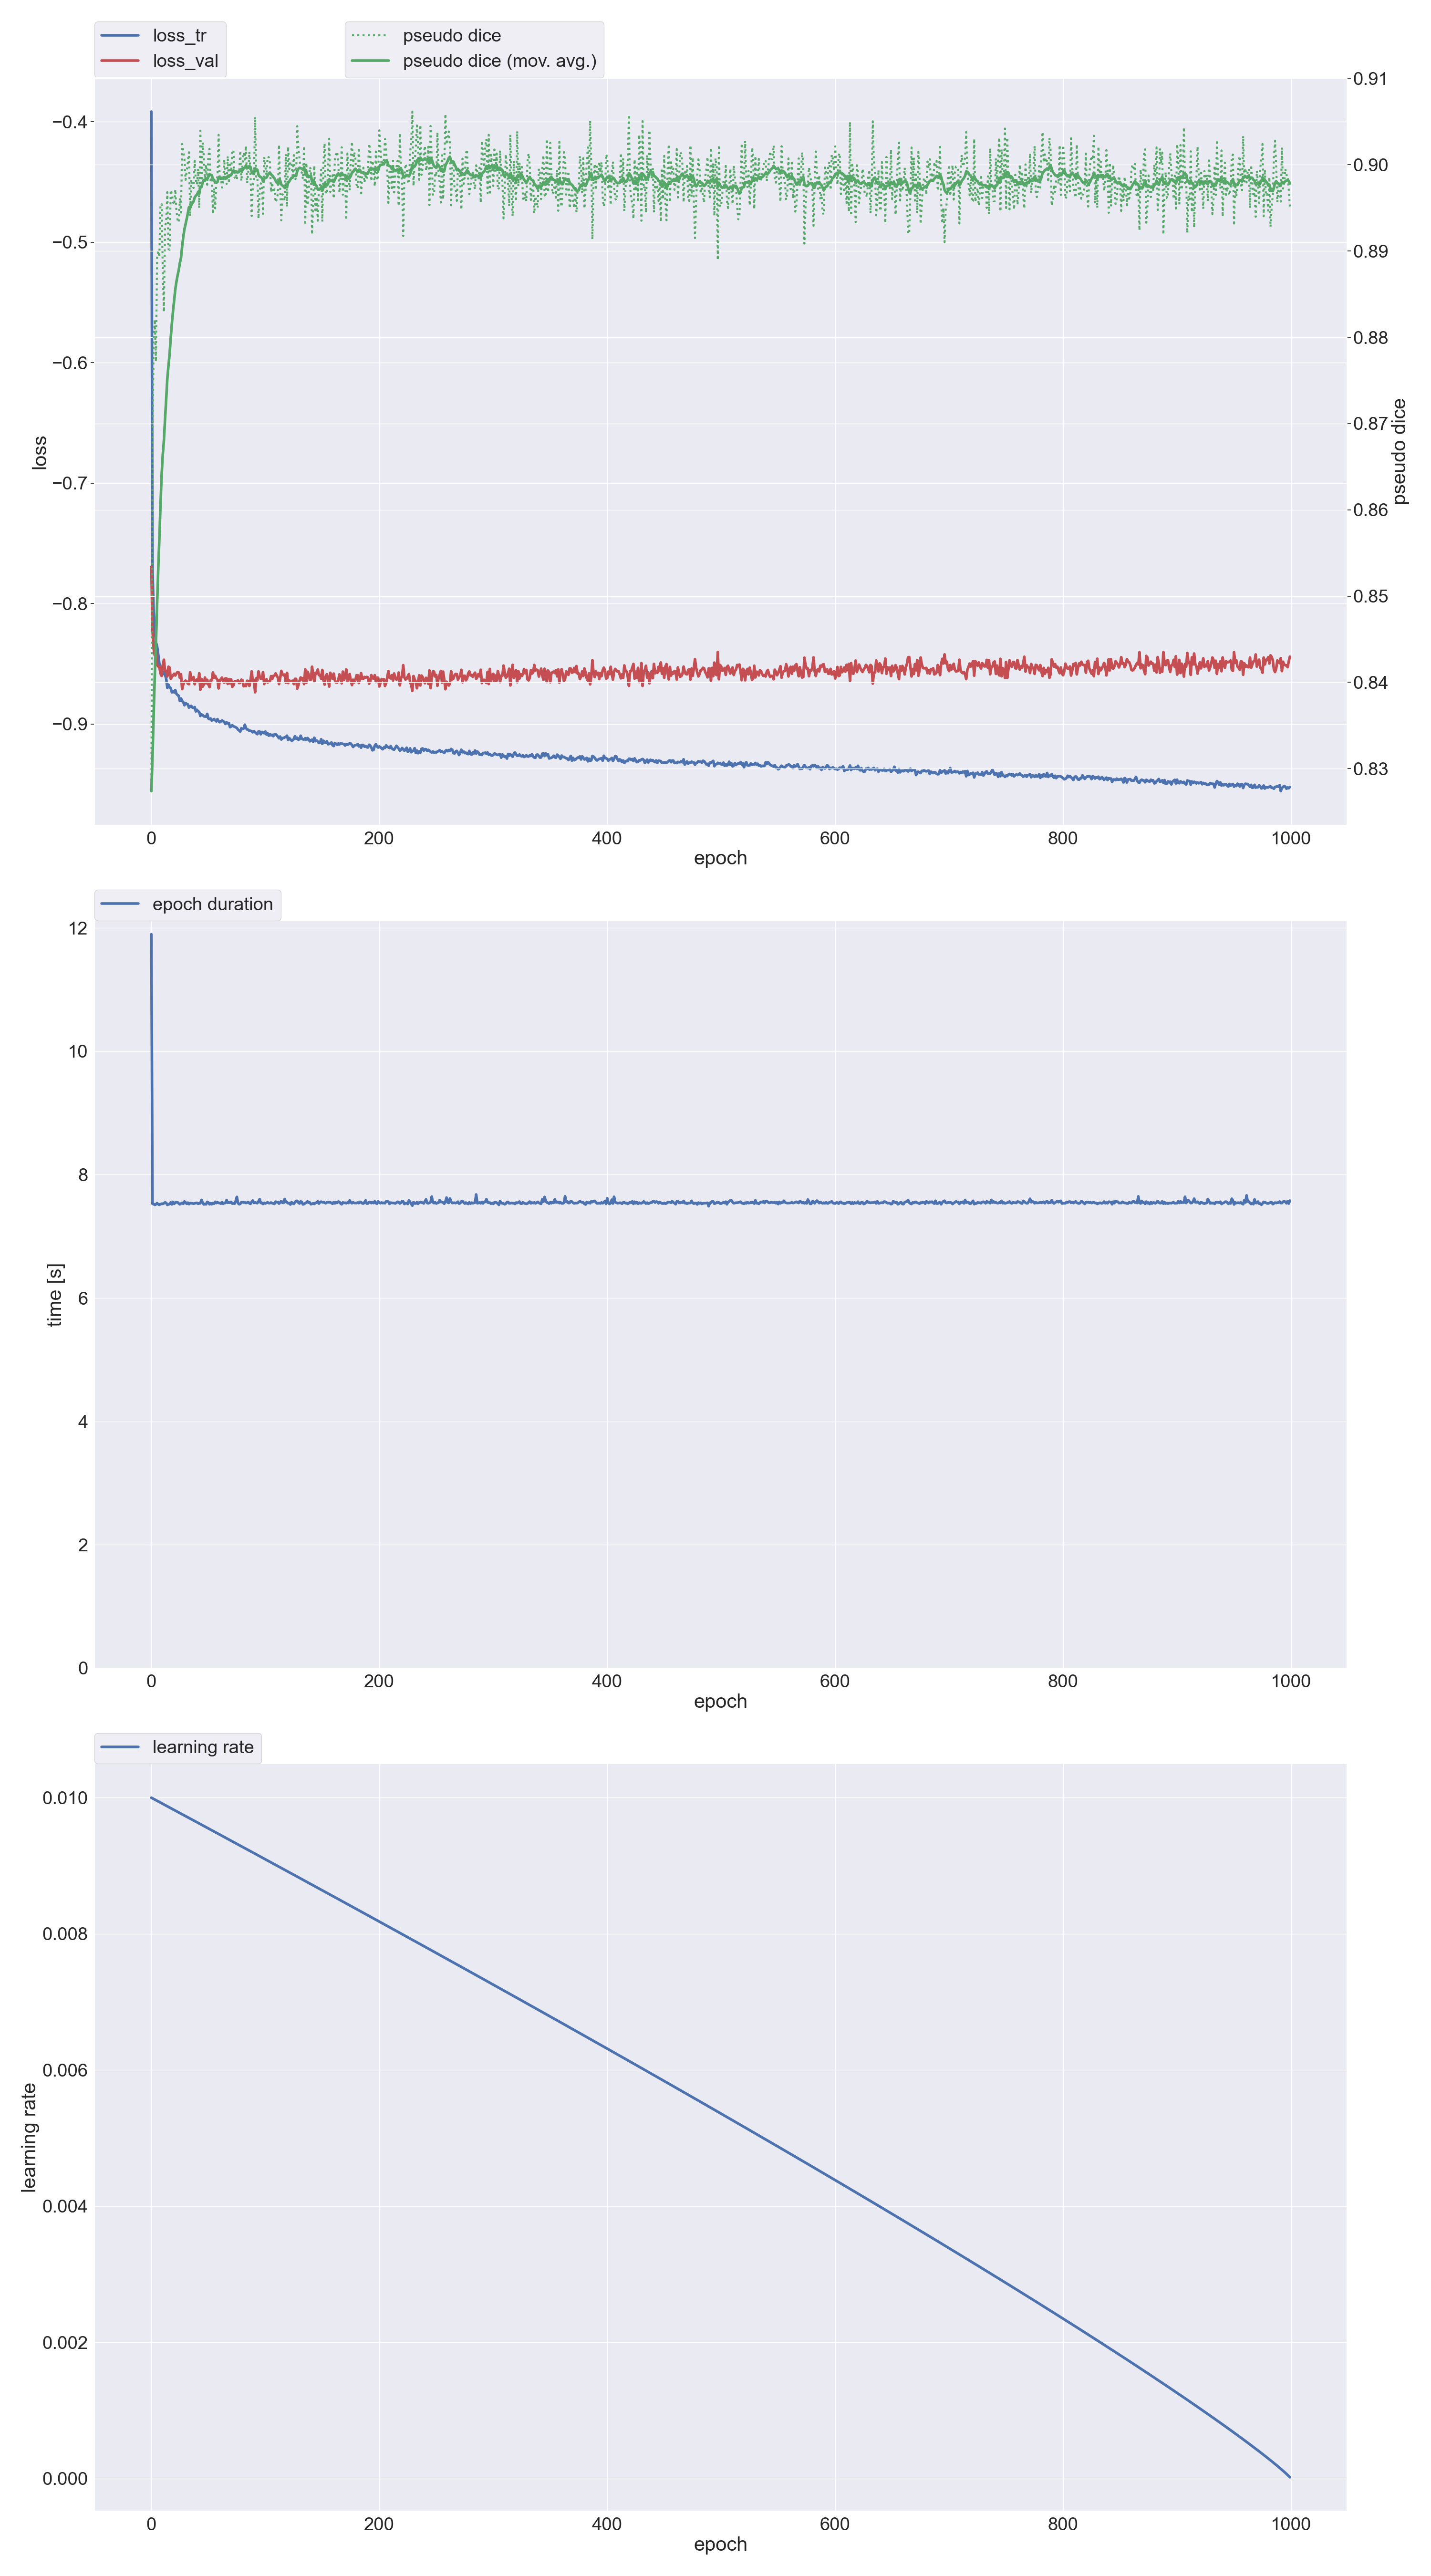 loss_tr
loss_val
pseudo dice
pseudo dice (mov. avg.)
−0.4
−0.5
−0.6
−0.7
−0.8
−0.9
loss
0.91
0.90
0.89
0.88
0.87
0.86
0.85
0.84
0.83
pseudo dice
0 200 400 600 800 1000
epoch
epoch duration
12
10
8
6
4
2
0
time [s]
0 200 400 600 800 1000
epoch
learning rate
0.010
0.008
0.006
0.004
0.002
0.000
learning rate
0 200 400 600 800 1000
epoch